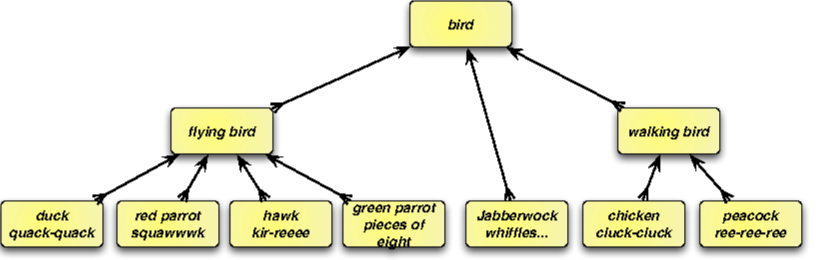 bird
flying bird
walking bird
duck
quack-quack
red parrot
squawwwk
hawk
kir-reeee
green parrot
pieces of
eight
Jabberwock
whiffles...
chicken
cluck-cluck
peacock
ree-ree-ree